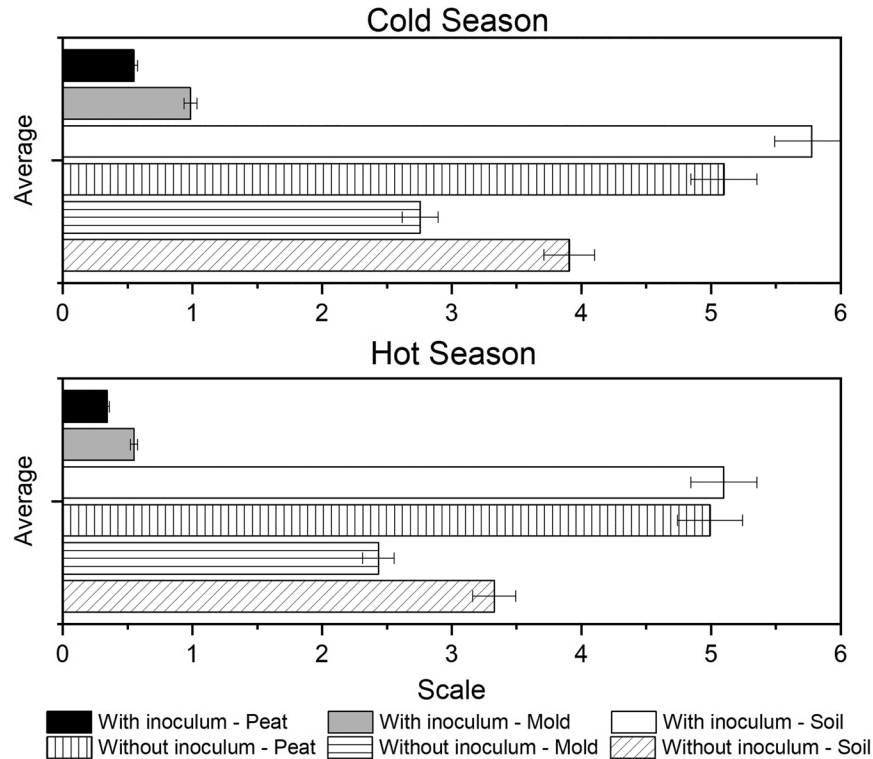 Cold Season
Average
0 1 2 3 4 5 6
Hot Season
Average
0 1 2 3 4 5 6
Scale
With inoculum - Peat With inoculum - Mold With inoculum - Soil
Without inoculum - Peat Without inoculum - Mold Without inoculum - Soil